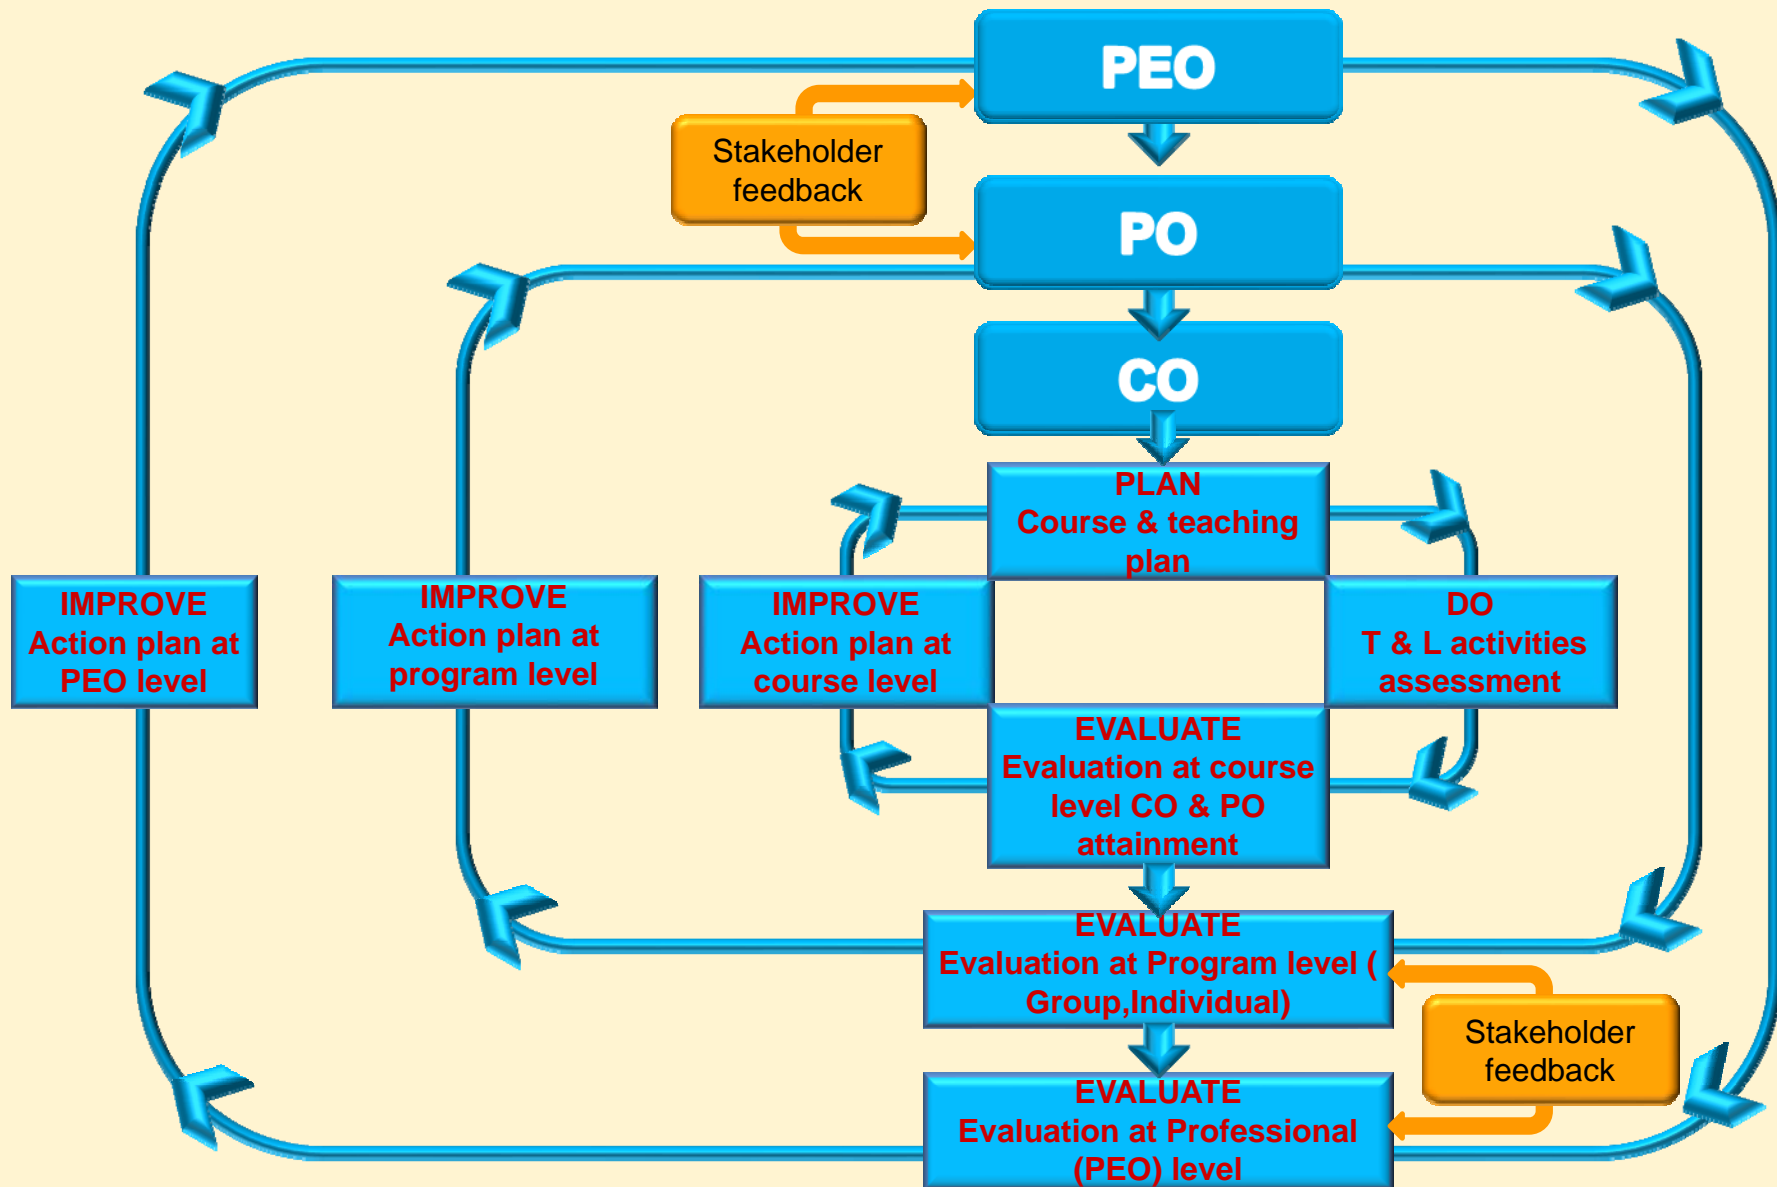 PEO
Stakeholder
feedback
PO
CO
PLAN
Course & teaching
plan
IMPROVE
Action plan at
PEO level
IMPROVE
Action plan at
program level
IMPROVE
Action plan at
course level
DO
T & L activities
assessment
EVALUATE
Evaluation at course
level CO & PO
attainment
EVALUATE
Evaluation at Program level (
Group,Individual)
Stakeholder
feedback
EVALUATE
Evaluation at Professional
(PEO) level